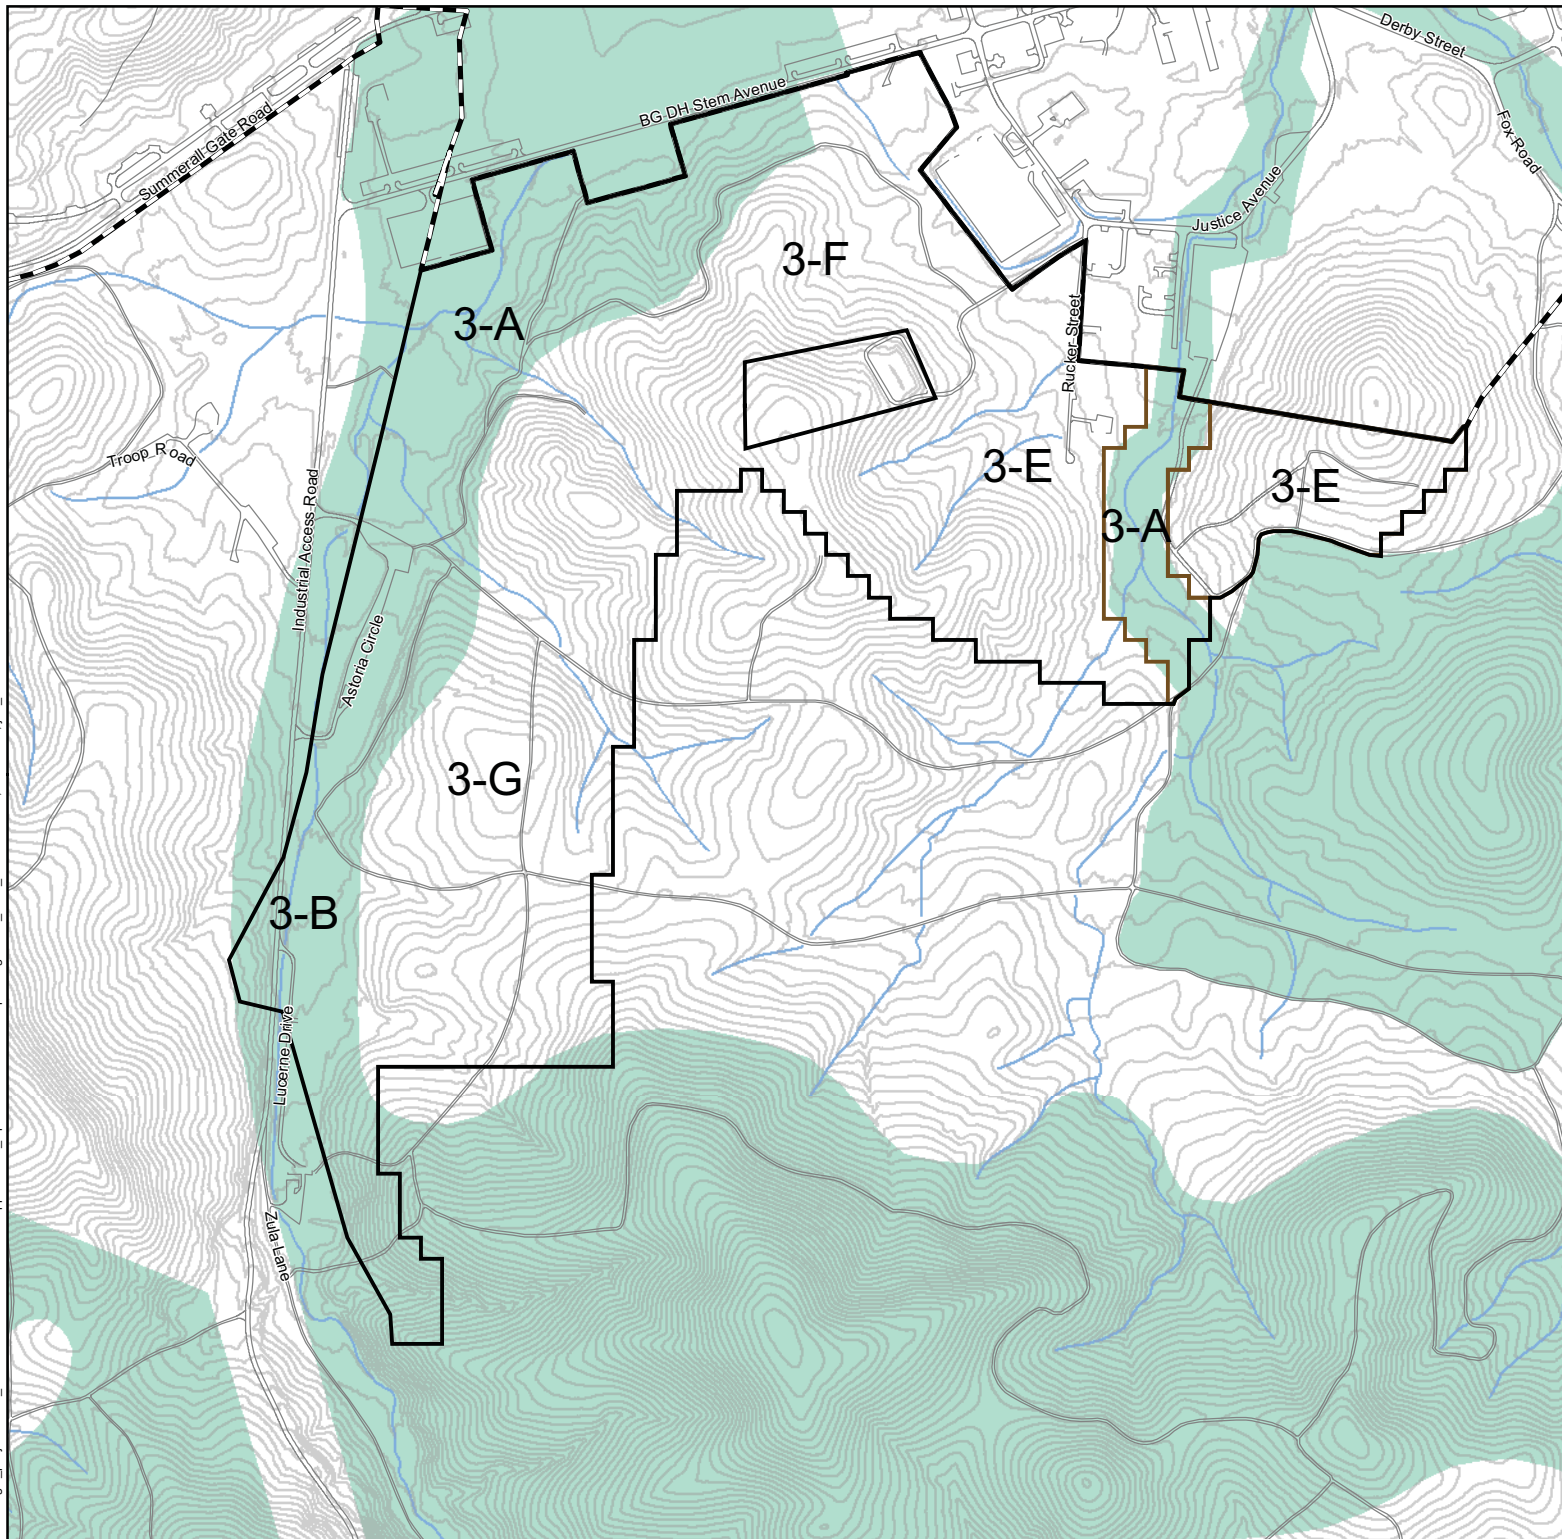 Derby Street
BG DH Stem Avenue
Summerall Gate Road
Fox Road
Justice Avenue
3-F
3-A
Rucker Street
Troop Road
3-E
3-E
3-A
Industrial Access Road
Astoria Circle
3-G
3-B
Lucerne Drive
Zula Lane